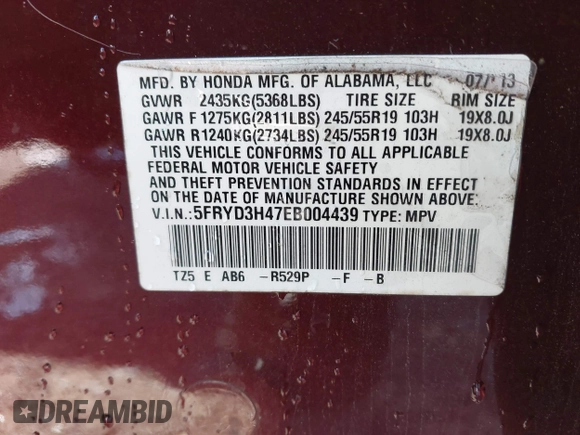 MFD. BY HONDA MFG. OF ALABAMA, LLC 07/13
GVWR 2435KG(5368LBS) TIRE SIZE RIM SIZE
GAWR F 1275KG(2811LBS) 245/55R19 103H 19X8.0J
GAWR R 1240KG(2734LBS) 245/55R19 103H 19X8.0J
THIS VEHICLE CONFORMS TO ALL APPLICABLE
FEDERAL MOTOR VEHICLE SAFETY
AND THEFT PREVENTION STANDARDS IN EFFECT
ON THE DATE OF MANUFACTURE SHOWN ABOVE.
V.I.N.: 5FRYD3H47EB004439 TYPE: MPV
TZ5 E AB6 -R529P -F -B
DREAMBID